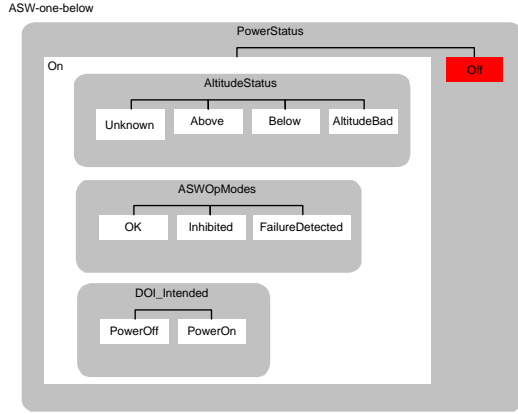 ASW-one-below
PowerStatus
On
Off
AltitudeStatus
Unknown Above Below AltitudeBad
ASWOpModes
OK Inhibited FailureDetected
DOI_Intended
PowerOff PowerOn